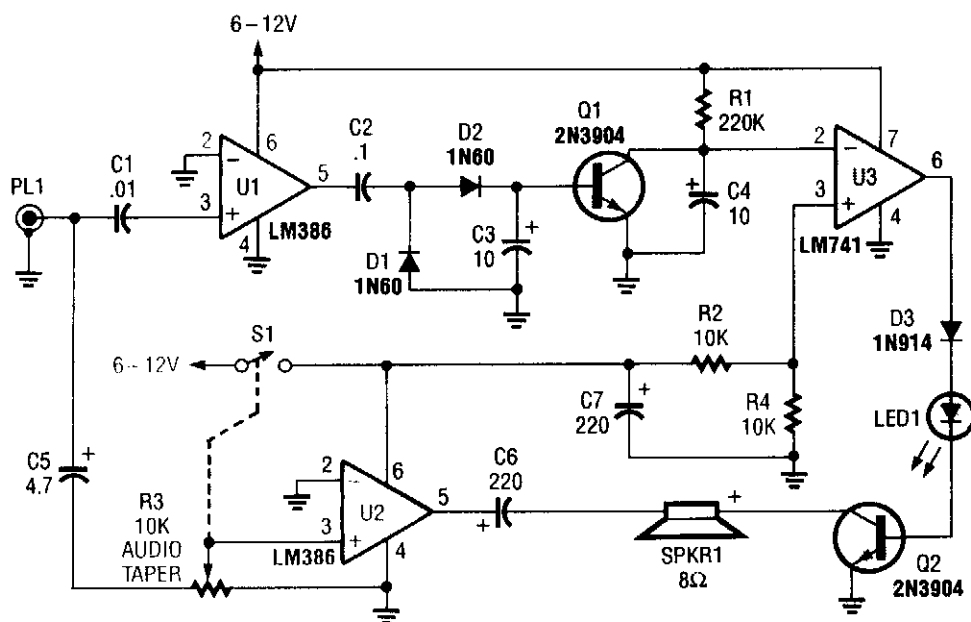 6–12V
PL1
C1
.01
2
3
6
5
4
−
+
U1
LM386
C2
.1
D2
1N60
D1
1N60
C3
10
+
Q1
2N3904
R1
220K
+
C4
10
2
3
7
6
4
−
+
U3
LM741
D3
1N914
LED1
S1
6–12V
R2
10K
C7
220
+
R4
10K
C5
4.7
+
R3
10K
AUDIO
TAPER
2
3
6
5
4
−
+
U2
LM386
C6
220
+
+
SPKR1
8Ω
Q2
2N3904